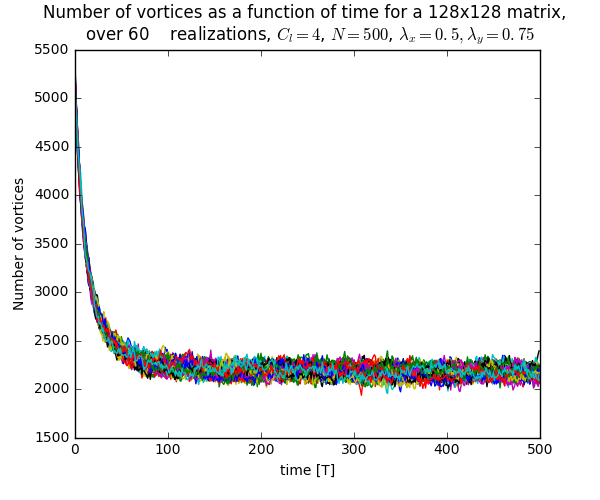 Number of vortices as a function of time for a 128x128 matrix,
over 60    realizations, $C_l = 4$, $N = 500$, $\lambda_x = 0.5, \lambda_y = 0.75$
5500
5000
4500
4000
3500
3000
2500
2000
1500
Number of vortices
0 100 200 300 400 500
time [T]